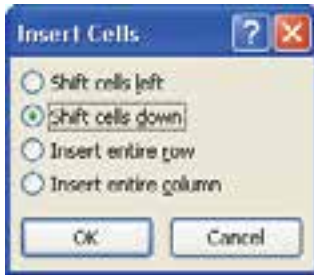 Insert Cells
Shift cells left
Shift cells down
Insert entire row
Insert entire column
OK
Cancel